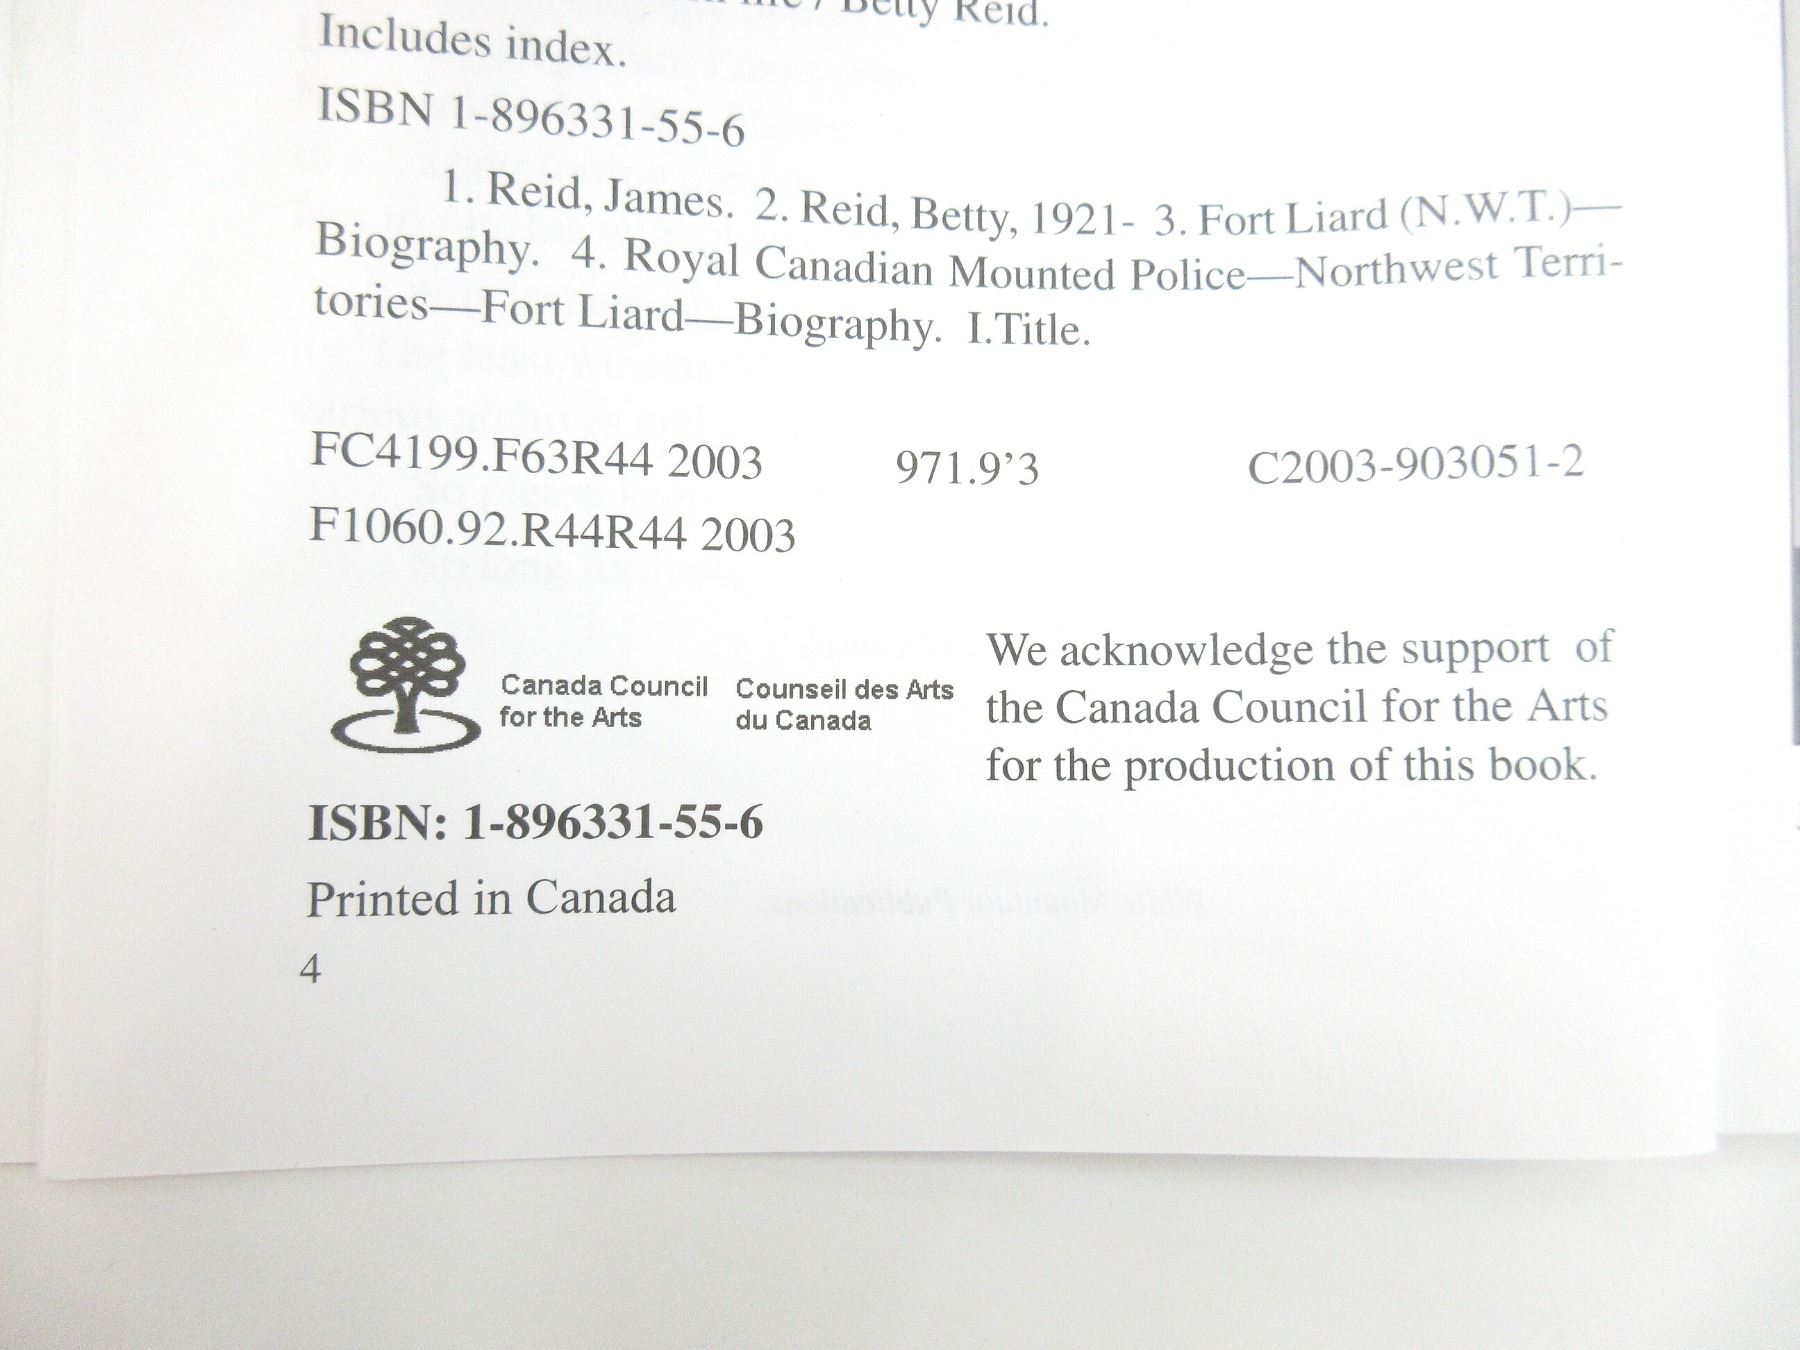 / Betty Reid.
Includes index.
ISBN 1-896331-55-6
1. Reid, James. 2. Reid, Betty, 1921- 3. Fort Liard (N.W.T.)—
Biography. 4. Royal Canadian Mounted Police—Northwest Terri-
tories—Fort Liard—Biography. I.Title.
FC4199.F63R44 2003 971.9’3 C2003-903051-2
F1060.92.R44R44 2003
Canada Council
for the Arts
Counseil des Arts
du Canada
We acknowledge the support of
the Canada Council for the Arts
for the production of this book.
ISBN: 1-896331-55-6
Printed in Canada
4